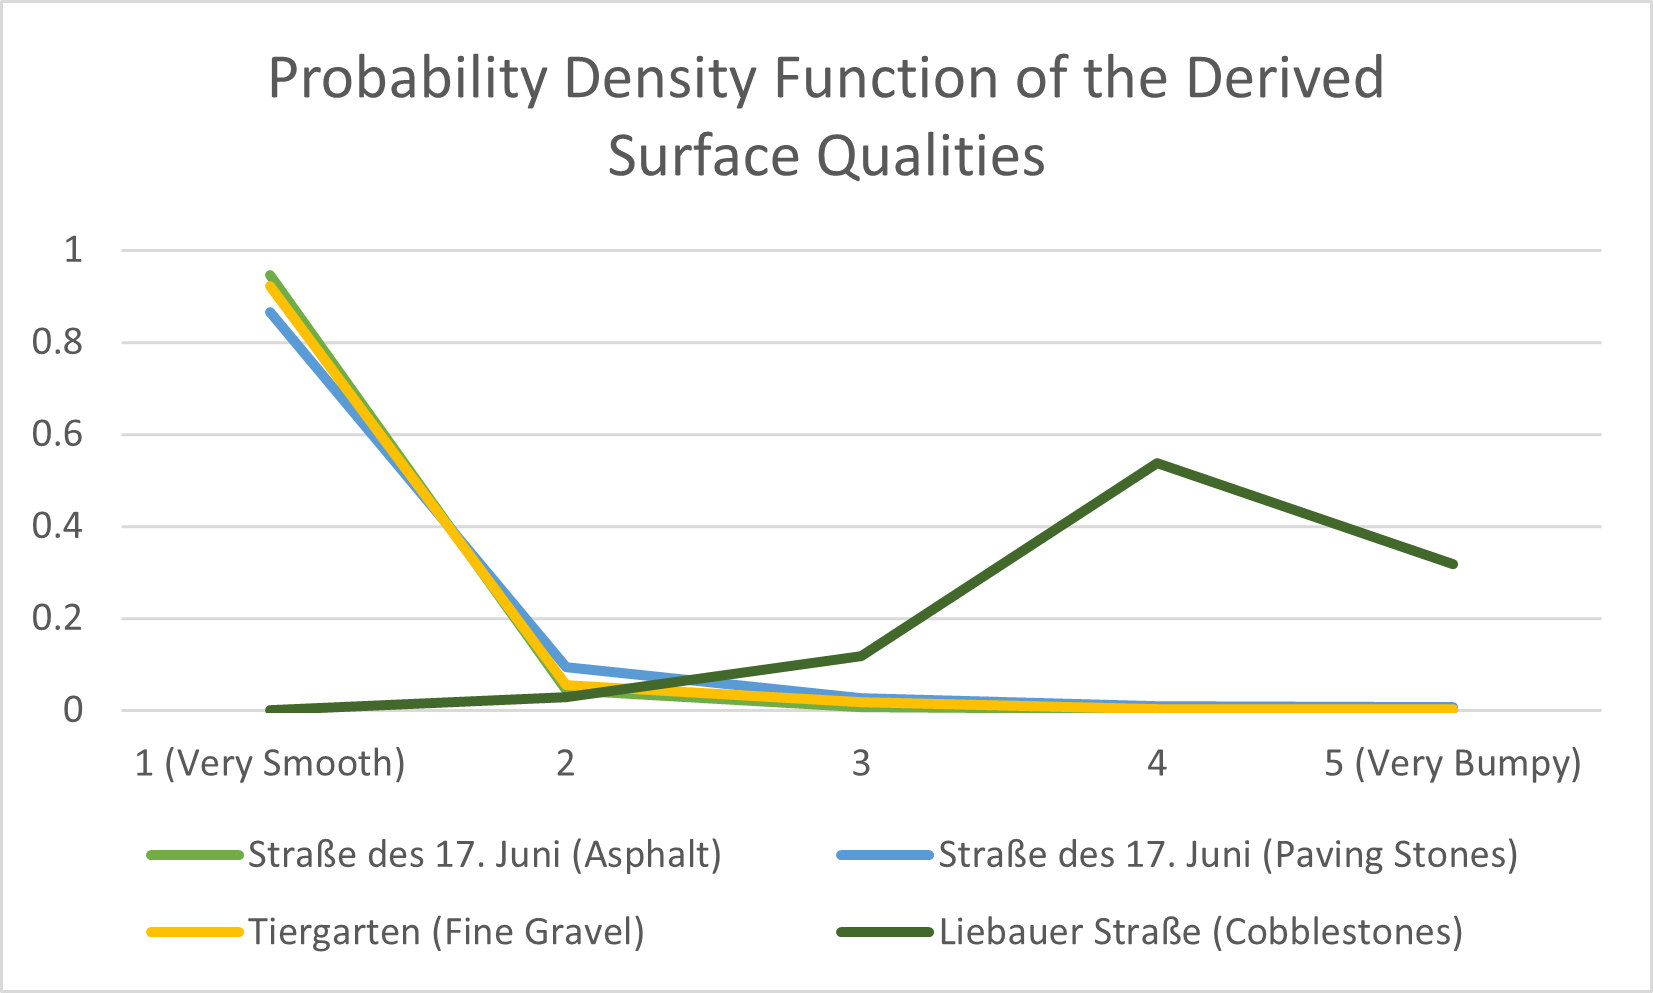 Probability Density Function of the Derived
Surface Qualities
1
0.8
0.6
0.4
0.2
0
1 (Very Smooth) 2 3 4 5 (Very Bumpy)
Straße des 17. Juni (Asphalt) Straße des 17. Juni (Paving Stones)
Tiergarten (Fine Gravel) Liebauer Straße (Cobblestones)